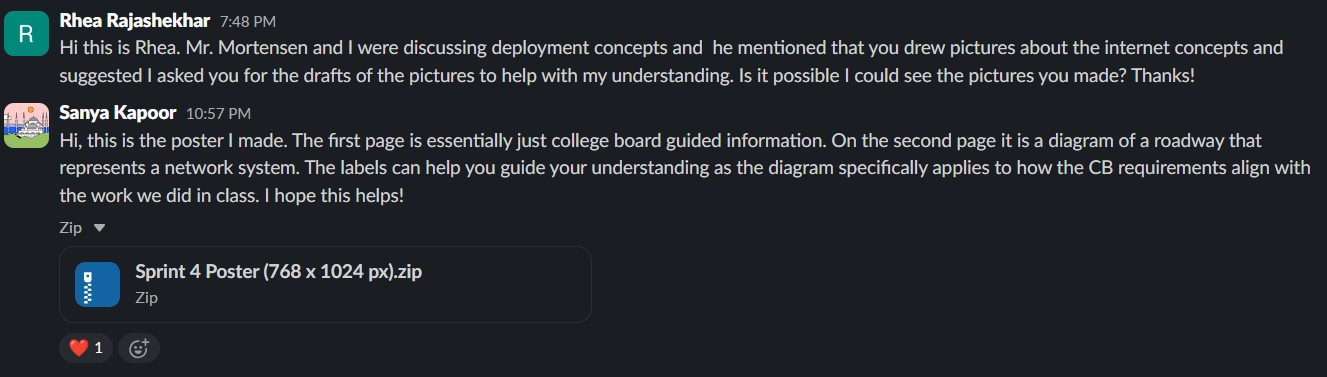 R
Rhea Rajashekhar 7:48 PM
Hi this is Rhea. Mr. Mortensen and I were discussing deployment concepts and  he mentioned that you drew pictures about the internet concepts and
suggested I asked you for the drafts of the pictures to help with my understanding. Is it possible I could see the pictures you made? Thanks!
Sanya Kapoor 10:57 PM
Hi, this is the poster I made. The first page is essentially just college board guided information. On the second page it is a diagram of a roadway that
represents a network system. The labels can help you guide your understanding as the diagram specifically applies to how the CB requirements align with
the work we did in class. I hope this helps!
Zip
Sprint 4 Poster (768 x 1024 px).zip
Zip
1